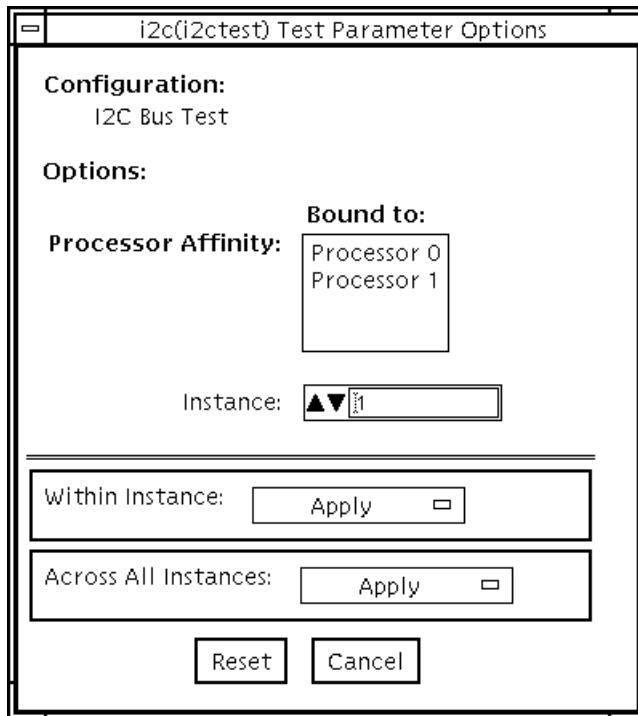 i2c(i2ctest) Test Parameter Options
Configuration:
I2C Bus Test
Options:
Bound to:
Processor Affinity:
Processor 0
Processor 1
Instance: 1
Within Instance: Apply
Across All Instances: Apply
Reset Cancel